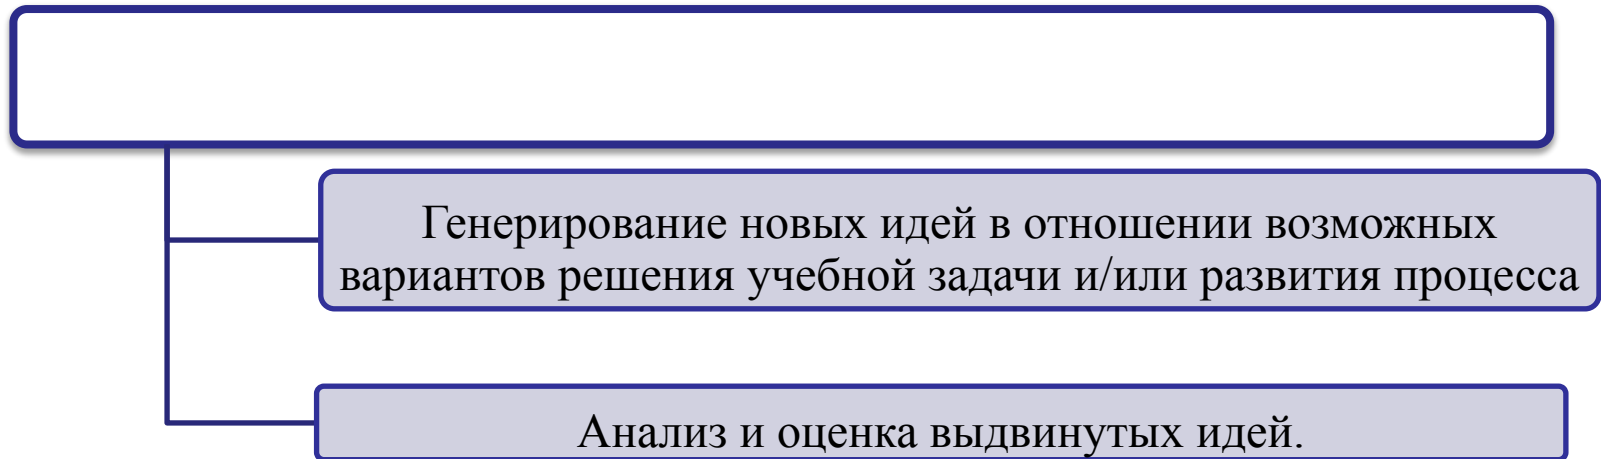 Генерирование новых идей в отношении возможных
вариантов решения учебной задачи и/или развития процесса
Анализ и оценка выдвинутых идей.